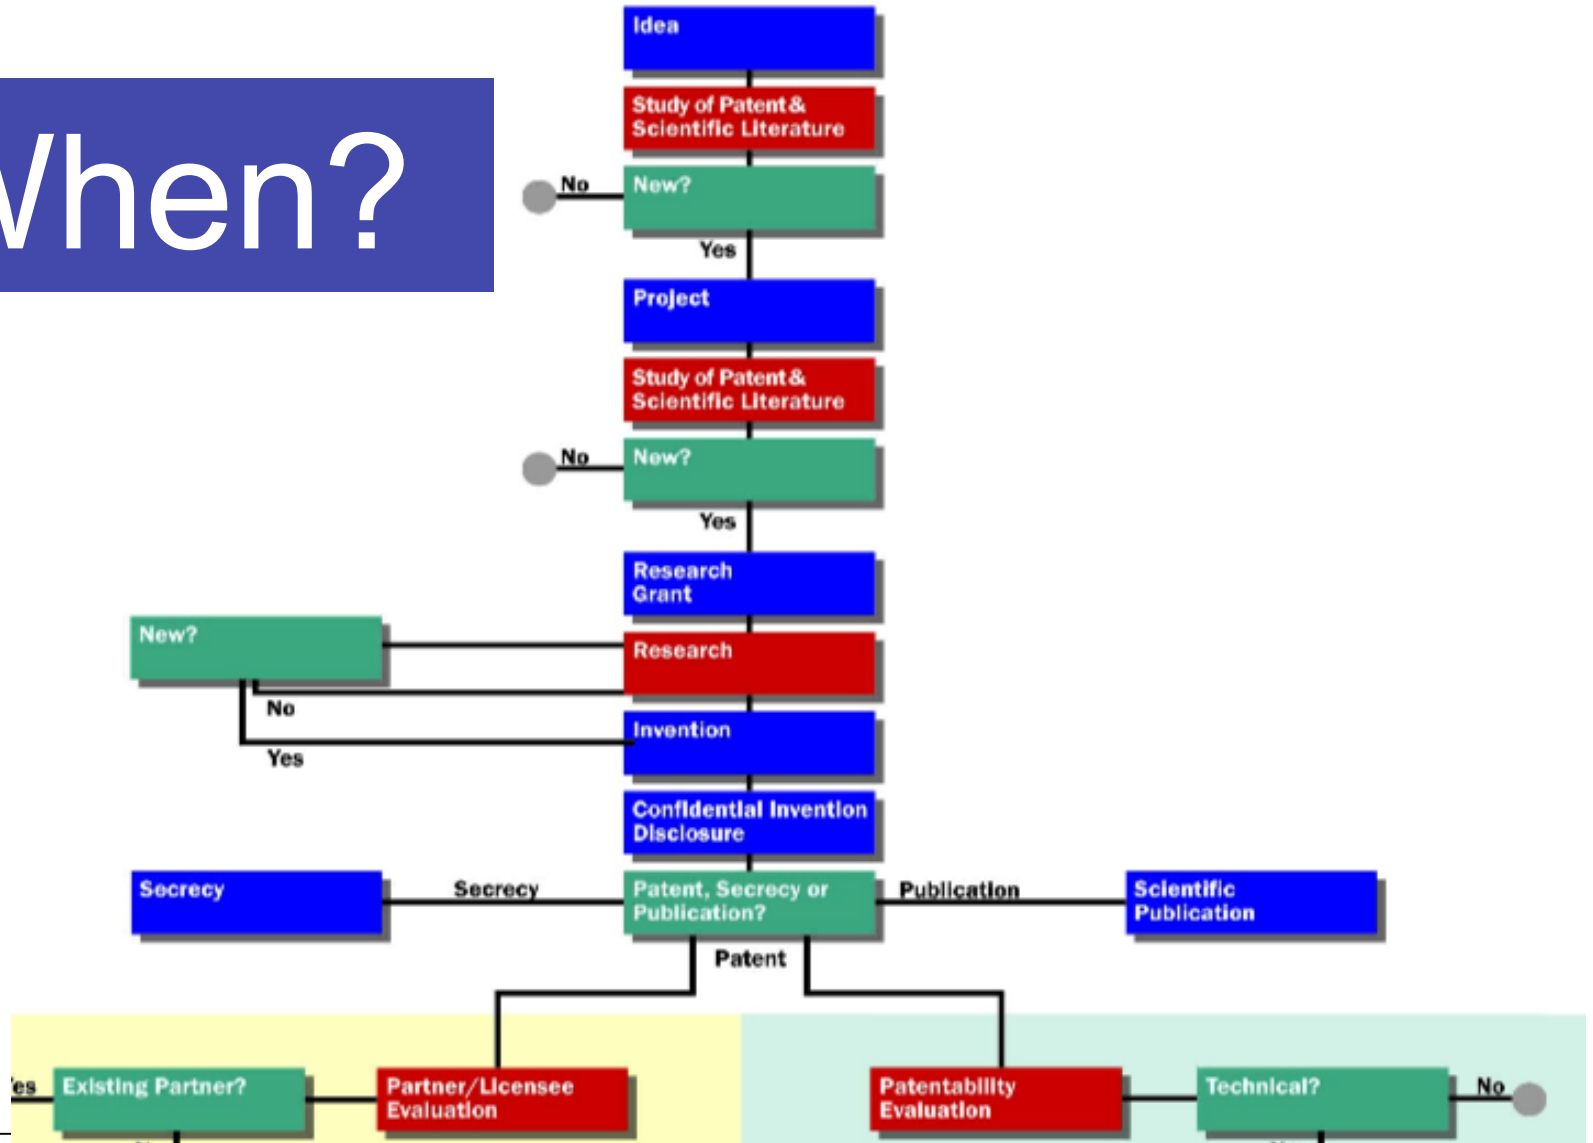 When?
Idea
Study of Patent &
Scientific Literature
No
New?
Yes
Project
Study of Patent &
Scientific Literature
No
New?
Yes
Research
Grant
New?
Research
No
Invention
Yes
Confidential Invention
Disclosure
Secrecy
Secrecy
Patent, Secrecy or
Publication?
Publication
Scientific
Publication
Patent
Existing Partner?
Partner/Licensee
Evaluation
Patentability
Evaluation
Technical?
No